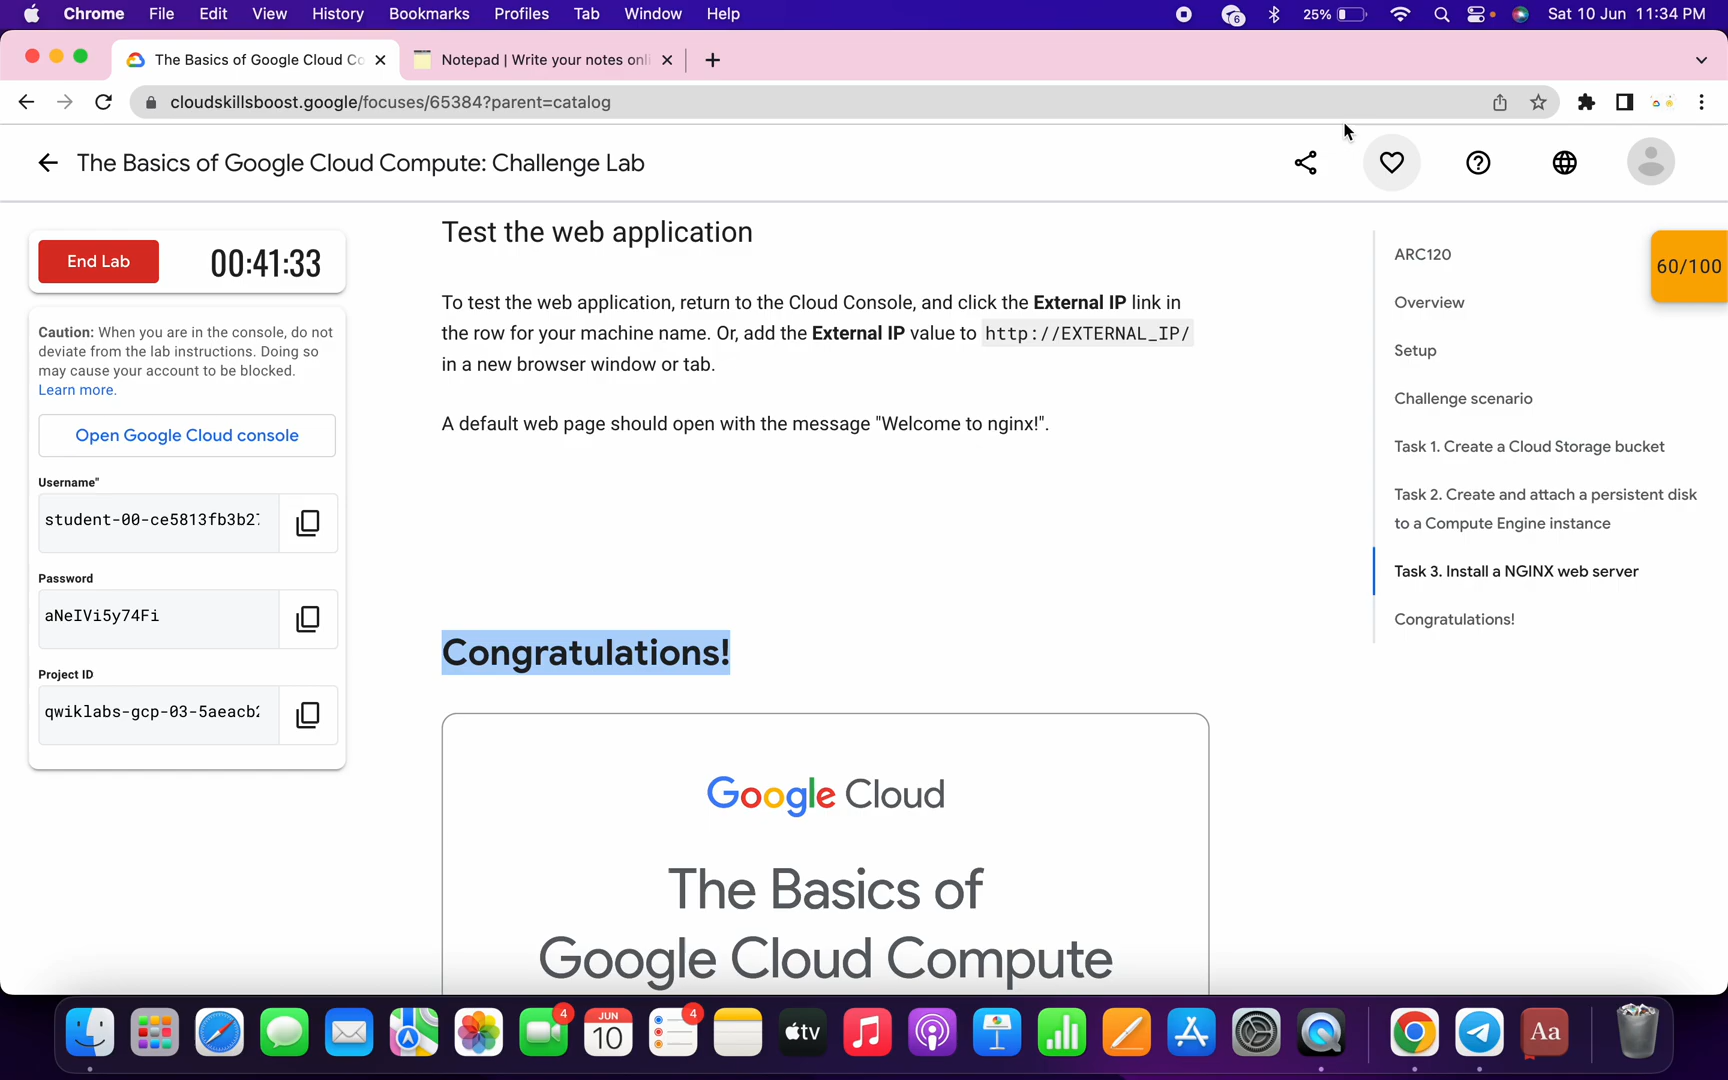 Chrome File Edit View History Bookmarks Profiles Tab Window Help 6 25% Sat 10 Jun 11:34 PM
The Basics of Google Cloud Co Notepad | Write your notes onli
cloudskillsboost.google/focuses/65384?parent=catalog
The Basics of Google Cloud Compute: Challenge Lab
End Lab 00:41:33
Caution: When you are in the console, do not
deviate from the lab instructions. Doing so
may cause your account to be blocked.
Learn more.
Open Google Cloud console
Username"
student-00-ce5813fb3b27
Password
aNeIVi5y74Fi
Project ID
qwiklabs-gcp-03-5aeacb2
Test the web application
To test the web application, return to the Cloud Console, and click the External IP link in
the row for your machine name. Or, add the External IP value to http://EXTERNAL_IP/
in a new browser window or tab.
A default web page should open with the message "Welcome to nginx!".
Congratulations!
Google Cloud
The Basics of
Google Cloud Compute
ARC120
Overview
Setup
Challenge scenario
Task 1. Create a Cloud Storage bucket
Task 2. Create and attach a persistent disk
to a Compute Engine instance
Task 3. Install a NGINX web server
Congratulations!
60/100
4 JUN 10 4 tv Aa